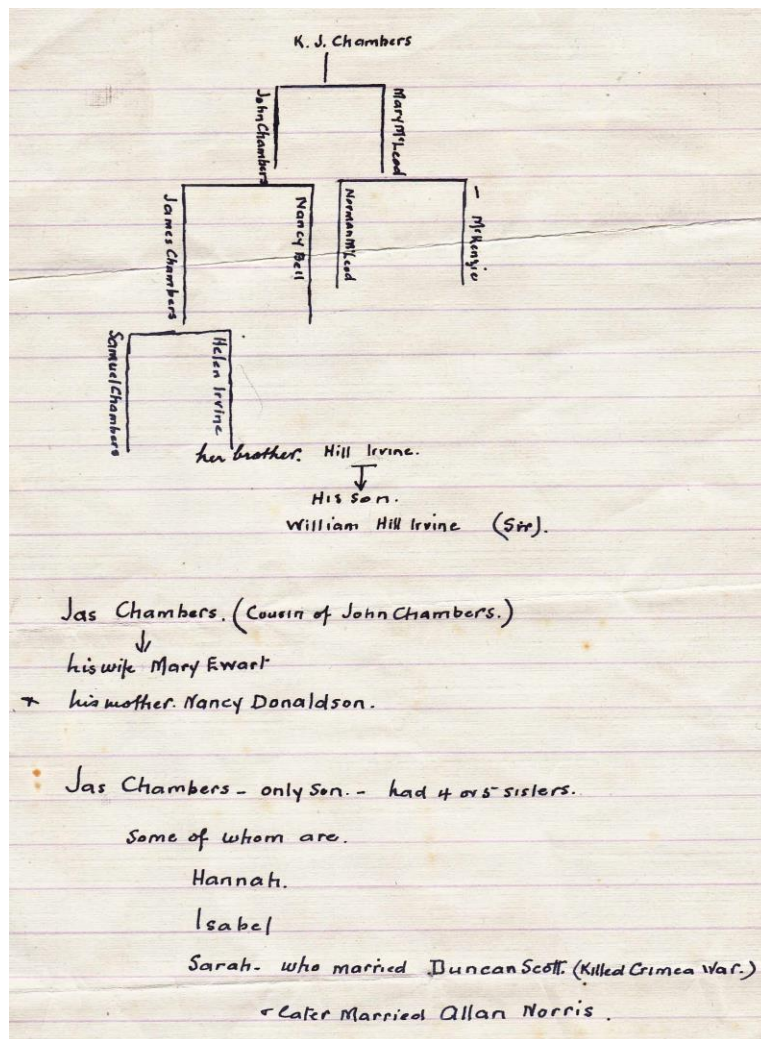 K. J. Chambers
John Chambers
Mary McLeod
James Chambers
Nancy Bell
Norman McLeod
- McKenzie
Samuel Chambers
Helen Irvine
her brother. Hill Irvine.
His son.
William Hill Irvine (Sir).
Jas Chambers. (Cousin of John Chambers.)
his wife Mary Ewart
* his mother. Nancy Donaldson.
Jas Chambers - only son. - had 4 or 5 sisters.
Some of whom are.
Hannah.
Isabel
Sarah - who married Duncan Scott. (Killed Crimea War.)
& later Married Allan Norris.